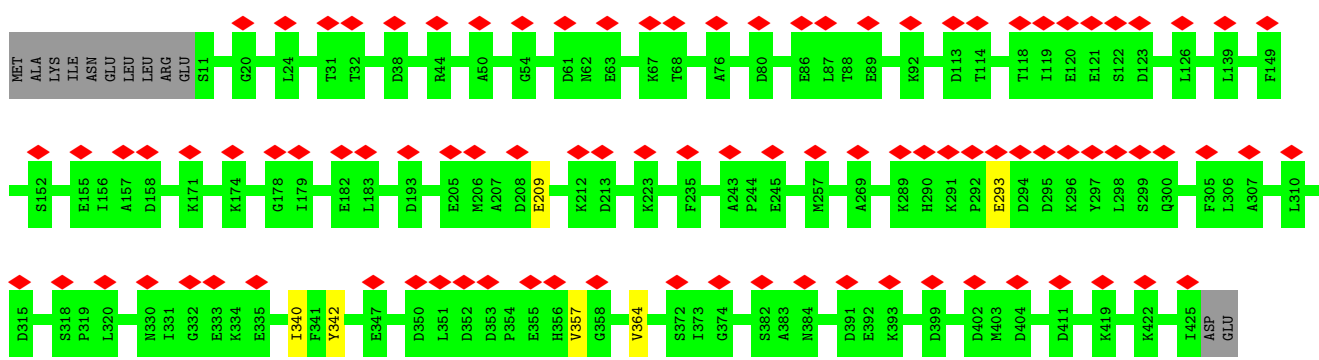 MET ALA LYS ILE ASN GLU LEU LEU ARG GLU S11 G20 L24 T31 T32 D38 R44 A50 G54 D61 N62 E63 K67 T68 A76 D80 E86 L87 T88 E89 K92 D113 T114 T118 I119 E120 E121 S122 D123 L126 L139 F149
S152 E155 I156 A157 D158 K171 K174 G178 I179 E182 L183 D193 E205 M206 A207 D208 E209 K212 D213 K223 F235 A243 P244 E245 M257 A269 K289 H290 K291 P292 E293 D294 D295 K296 Y297 L298 S299 Q300 F305 L306 A307 L310
D315 S318 P319 L320 N330 I331 G332 E333 K334 E335 I340 F341 Y342 E347 D350 L351 D352 D353 P354 E355 H356 V357 G358 V364 S372 I373 G374 S382 A383 N384 D391 E392 K393 D399 D402 M403 D404 D411 K419 K422 I425 ASP GLU